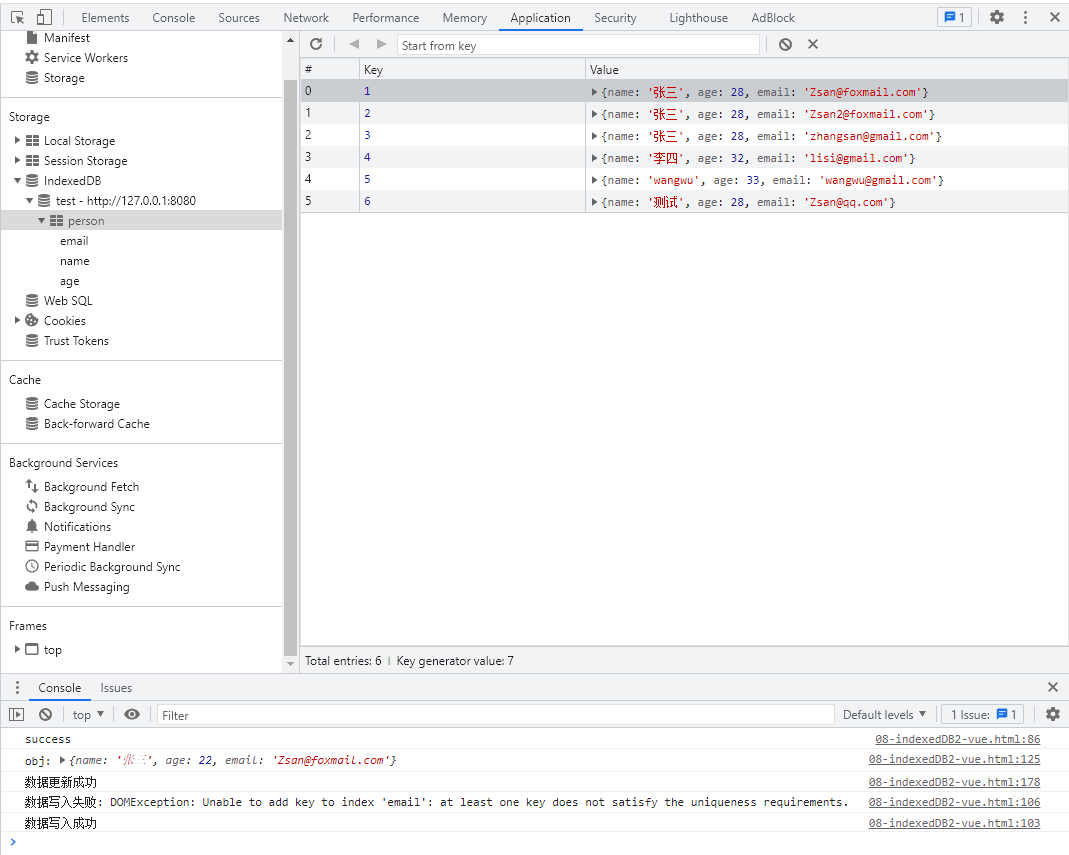 Elements Console Sources Network Performance Memory Application Security Lighthouse AdBlock 1
Manifest
Service Workers
Storage
Storage
Local Storage
Session Storage
IndexedDB
test - http://127.0.0.1:8080
person
email
name
age
Web SQL
Cookies
Trust Tokens
Cache
Cache Storage
Back-forward Cache
Background Services
Background Fetch
Background Sync
Notifications
Payment Handler
Periodic Background Sync
Push Messaging
Frames
top
Start from key
# Key Value
0 1 {name: '张三', age: 28, email: 'Zsan@foxmail.com'}
1 2 {name: '张三', age: 28, email: 'Zsan2@foxmail.com'}
2 3 {name: '张三', age: 28, email: 'zhangsan@gmail.com'}
3 4 {name: '李四', age: 32, email: 'lisi@gmail.com'}
4 5 {name: 'wangwu', age: 33, email: 'wangwu@gmail.com'}
5 6 {name: '测试', age: 28, email: 'Zsan@qq.com'}
Total entries: 6 Key generator value: 7
Console Issues
top Filter Default levels 1 Issue: 1
success 08-indexedDB2-vue.html:86
obj: {name: '张三', age: 22, email: 'Zsan@foxmail.com'} 08-indexedDB2-vue.html:125
数据更新成功 08-indexedDB2-vue.html:178
数据写入失败: DOMException: Unable to add key to index 'email': at least one key does not satisfy the uniqueness requirements. 08-indexedDB2-vue.html:106
数据写入成功 08-indexedDB2-vue.html:103